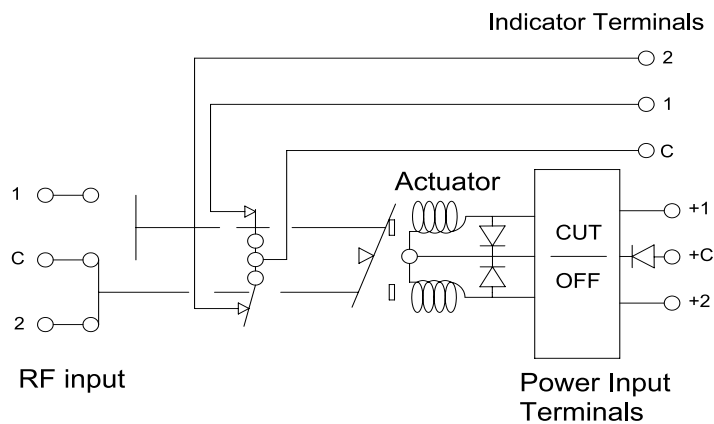 Indicator Terminals
2
1
C
1
C
2
RF input
Actuator
CUT
OFF
+1
+C
+2
Power Input
Terminals